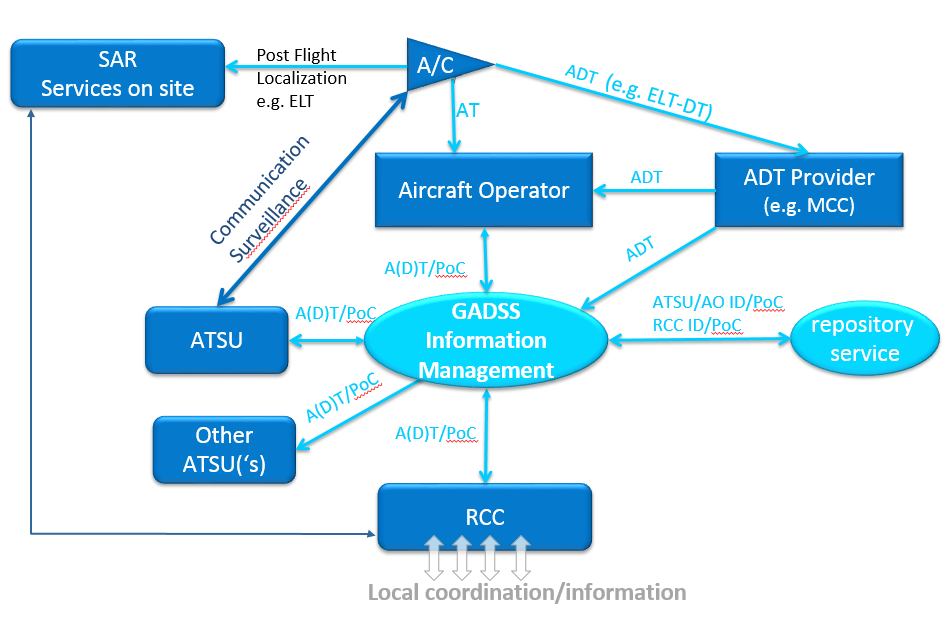 SAR
Services on site
Post Flight
Localization
e.g. ELT
A/C
ADT (e.g. ELT-DT)
AT
Communication
Surveillance
Aircraft Operator
ADT
ADT Provider
(e.g. MCC)
ADT
A(D)T/PoC
ATSU
A(D)T/PoC
GADSS
Information
Management
ATSU/AO ID/PoC
RCC ID/PoC
repository
service
A(D)T/PoC
Other
ATSU(‘s)
A(D)T/PoC
RCC
Local coordination/information